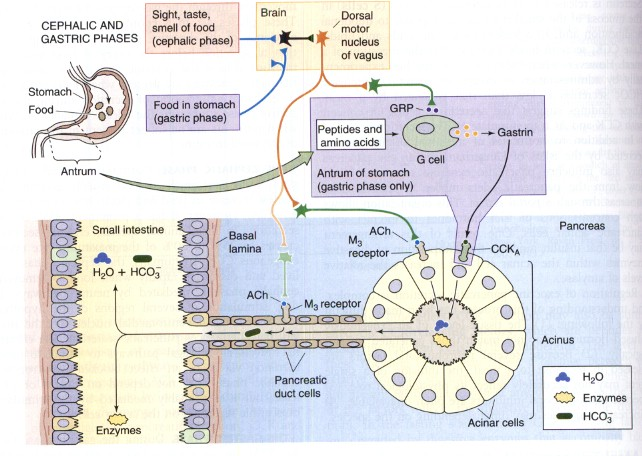 CEPHALIC AND
GASTRIC PHASES
Sight, taste,
smell of food
(cephalic phase)
Brain
Dorsal
motor
nucleus
of vagus
Stomach
Food
Antrum
Food in stomach
(gastric phase)
GRP
Peptides and
amino acids
Gastrin
G cell
Antrum of stomach
(gastric phase only)
Small intestine
H₂O + HCO₃⁻
Basal
lamina
ACh
M₃
receptor
CCKA
Pancreas
ACh
M₃ receptor
Acinus
Pancreatic
duct cells
Enzymes
Acinar cells
H₂O
Enzymes
HCO₃⁻